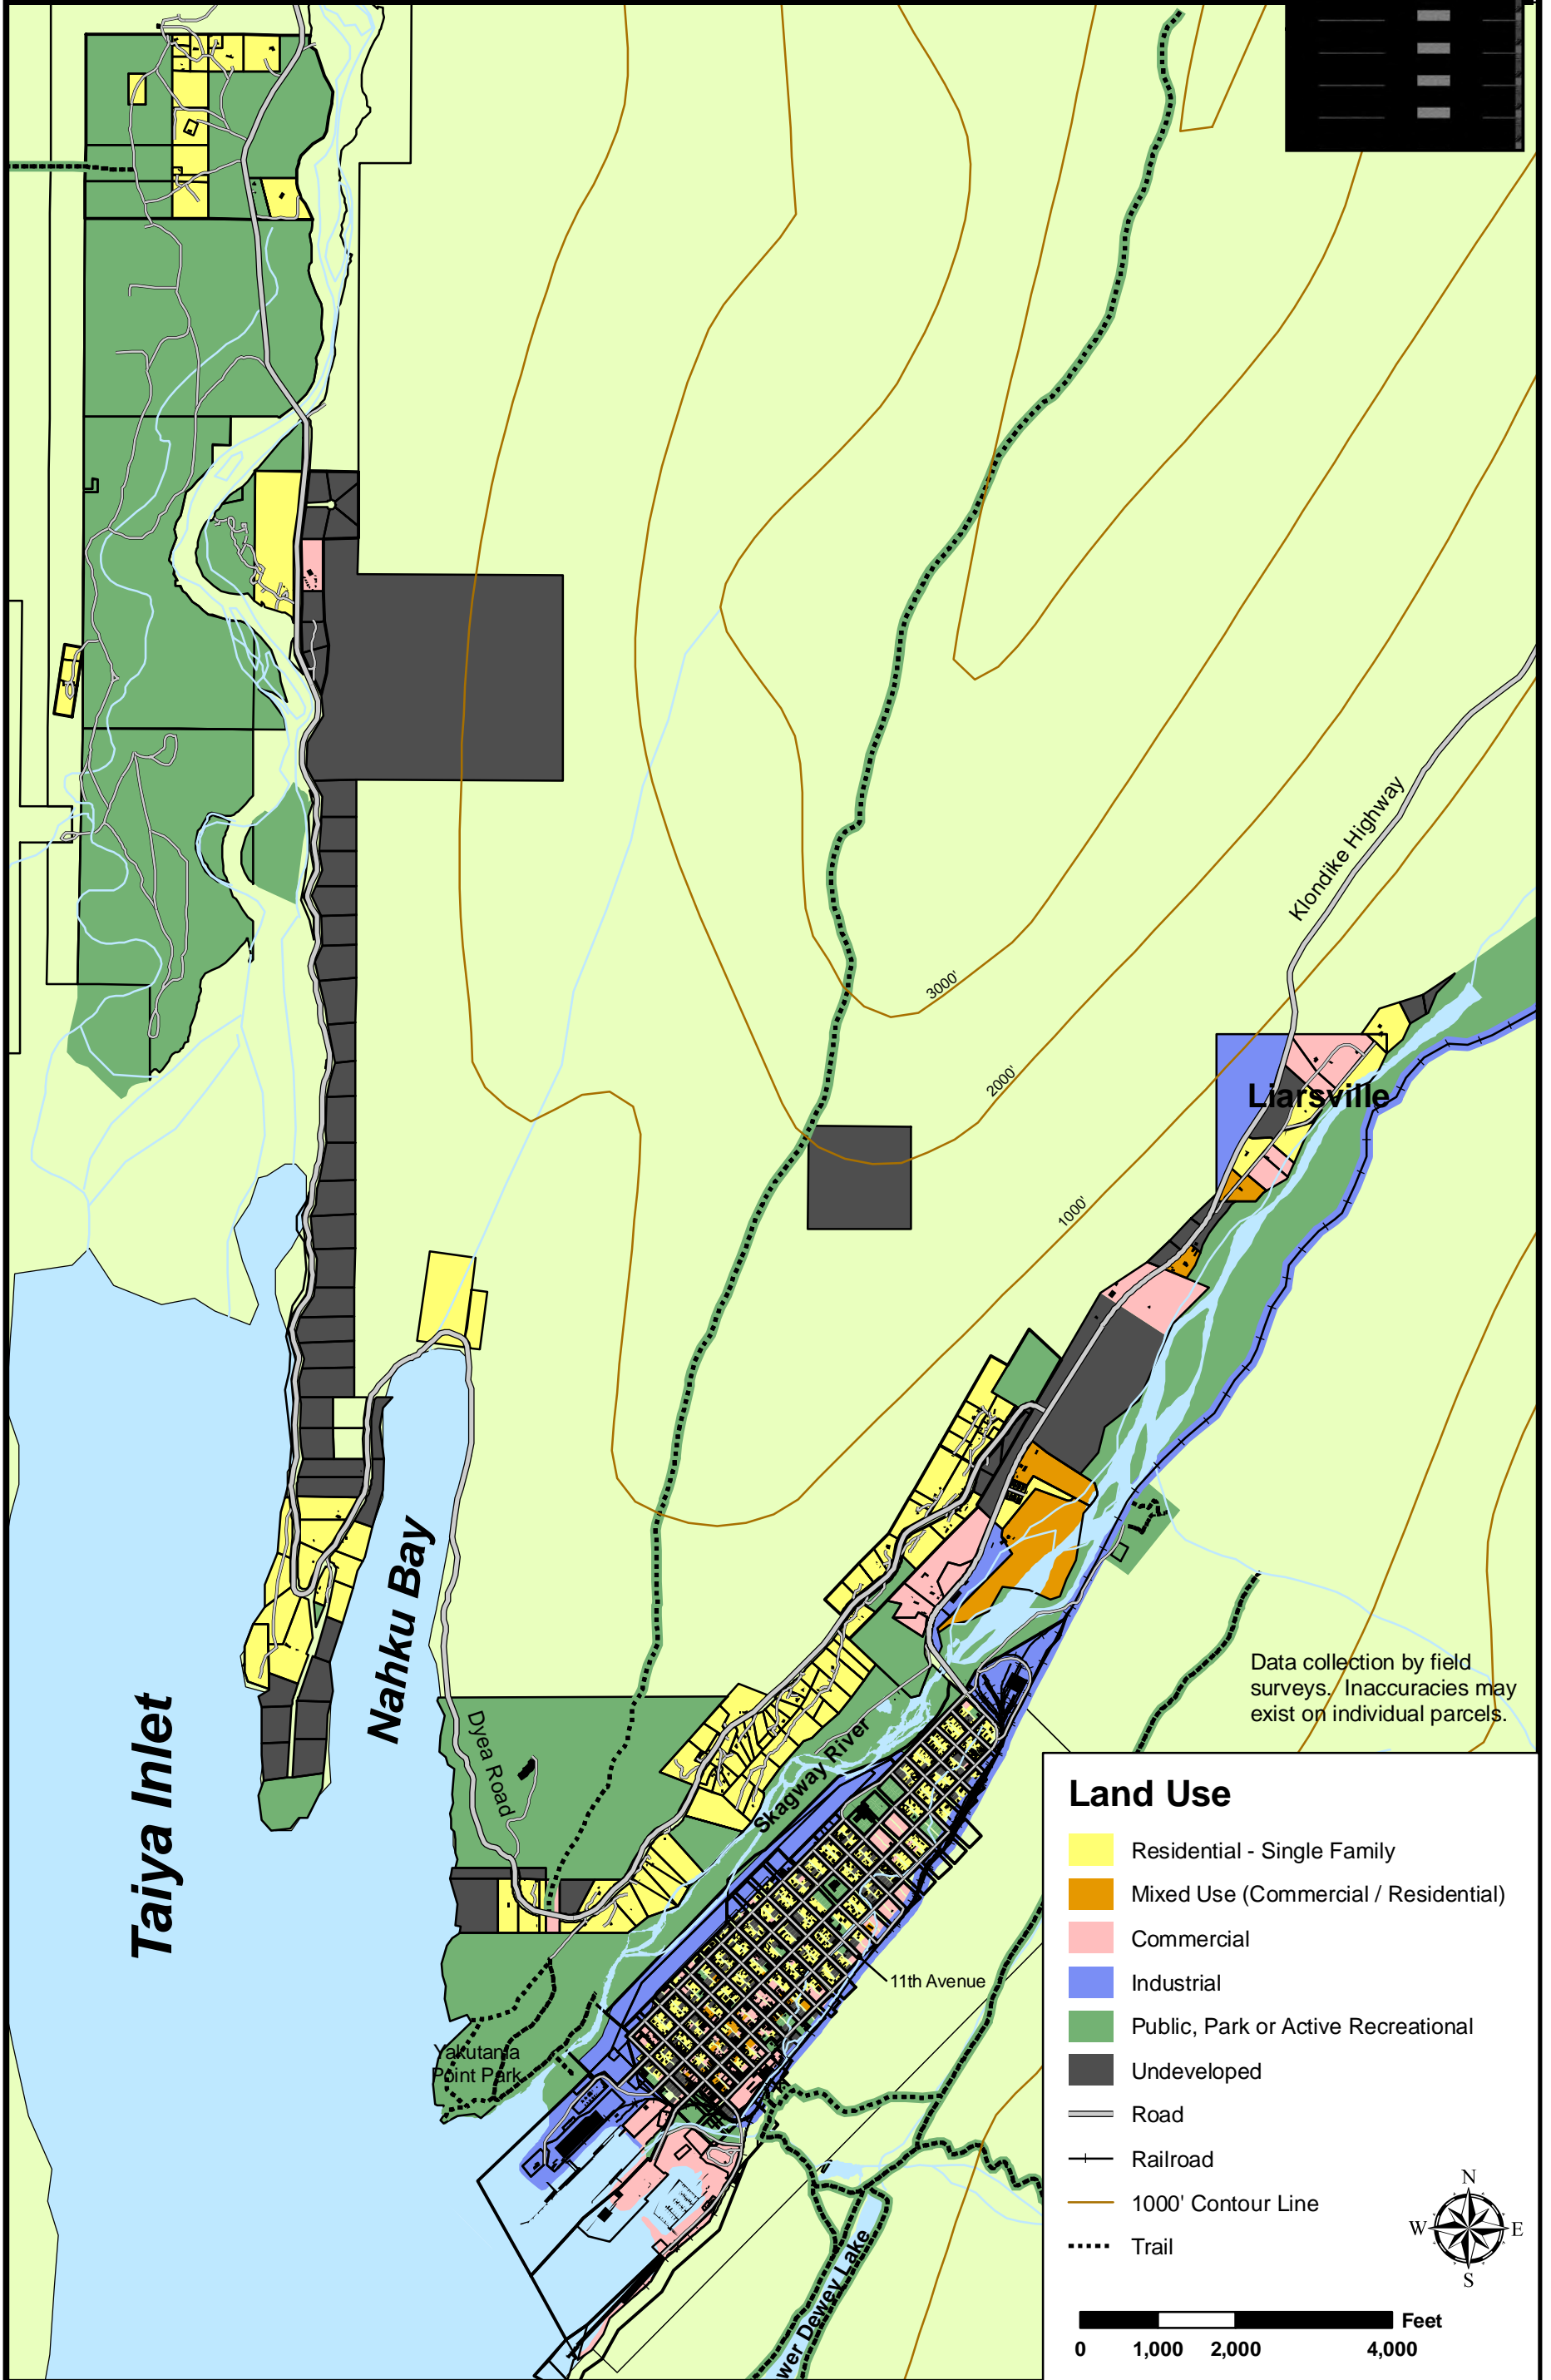 Klondike Highway
3000'
2000'
1000'
Liarsville
Nahku Bay
Taiya Inlet
Dyea Road
Skagway River
11th Avenue
Yakutania
Point Park
wer Dewey Lake
Data collection by field
surveys. Inaccuracies may
exist on individual parcels.
Land Use
Residential - Single Family
Mixed Use (Commercial / Residential)
Commercial
Industrial
Public, Park or Active Recreational
Undeveloped
Road
Railroad
1000' Contour Line
Trail
N
W E
S
Feet
0 1,000 2,000 4,000